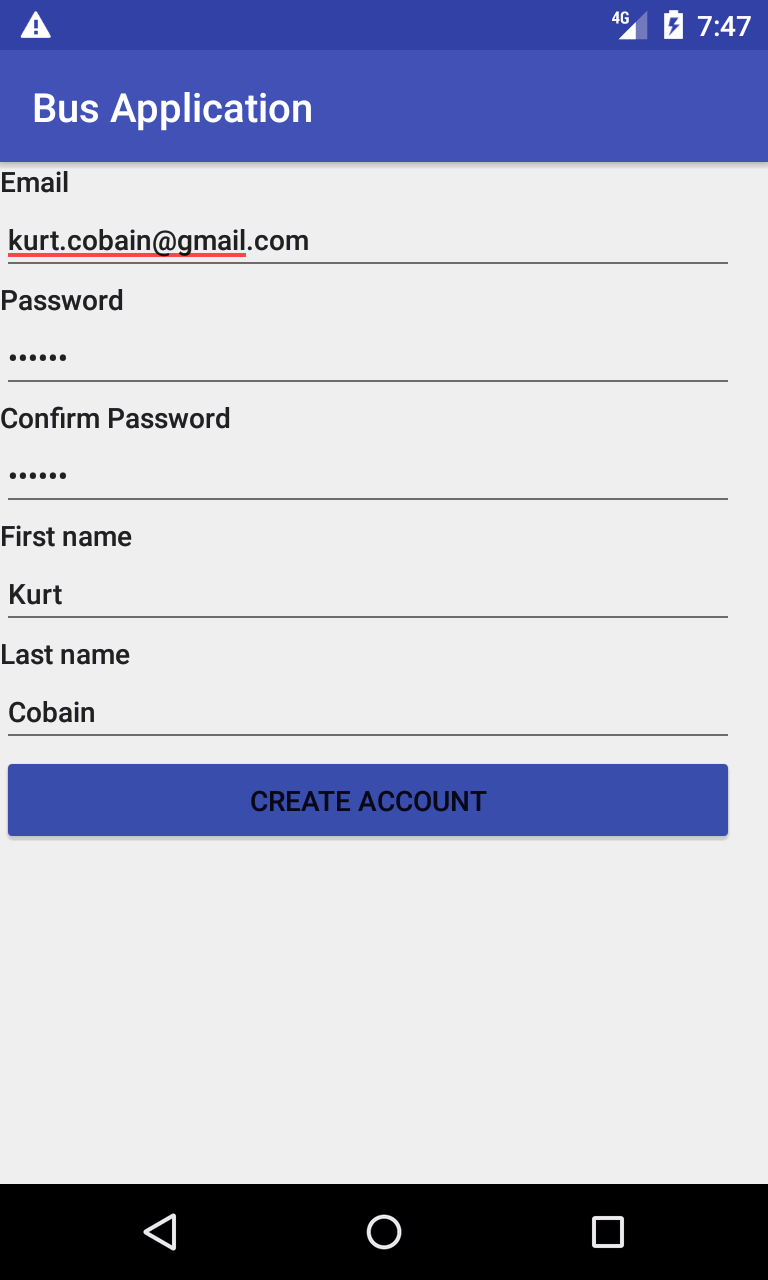 4G 7:47
Bus Application
Email
kurt.cobain@gmail.com
Password
••••••
Confirm Password
••••••
First name
Kurt
Last name
Cobain
CREATE ACCOUNT